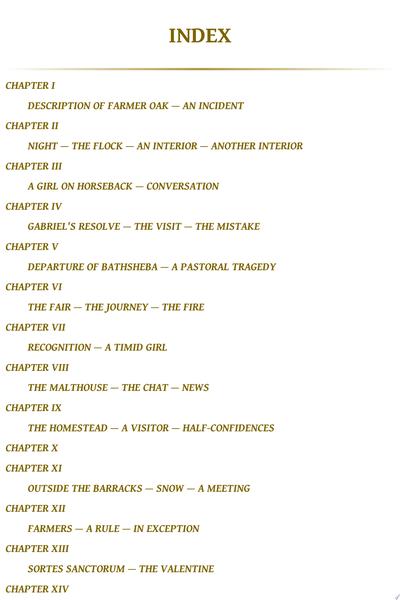 INDEX
CHAPTER I
DESCRIPTION OF FARMER OAK — AN INCIDENT
CHAPTER II
NIGHT — THE FLOCK — AN INTERIOR — ANOTHER INTERIOR
CHAPTER III
A GIRL ON HORSEBACK — CONVERSATION
CHAPTER IV
GABRIEL'S RESOLVE — THE VISIT — THE MISTAKE
CHAPTER V
DEPARTURE OF BATHSHEBA — A PASTORAL TRAGEDY
CHAPTER VI
THE FAIR — THE JOURNEY — THE FIRE
CHAPTER VII
RECOGNITION — A TIMID GIRL
CHAPTER VIII
THE MALTHOUSE — THE CHAT — NEWS
CHAPTER IX
THE HOMESTEAD — A VISITOR — HALF-CONFIDENCES
CHAPTER X
CHAPTER XI
OUTSIDE THE BARRACKS — SNOW — A MEETING
CHAPTER XII
FARMERS — A RULE — IN EXCEPTION
CHAPTER XIII
SORTES SANCTORUM — THE VALENTINE
CHAPTER XIV